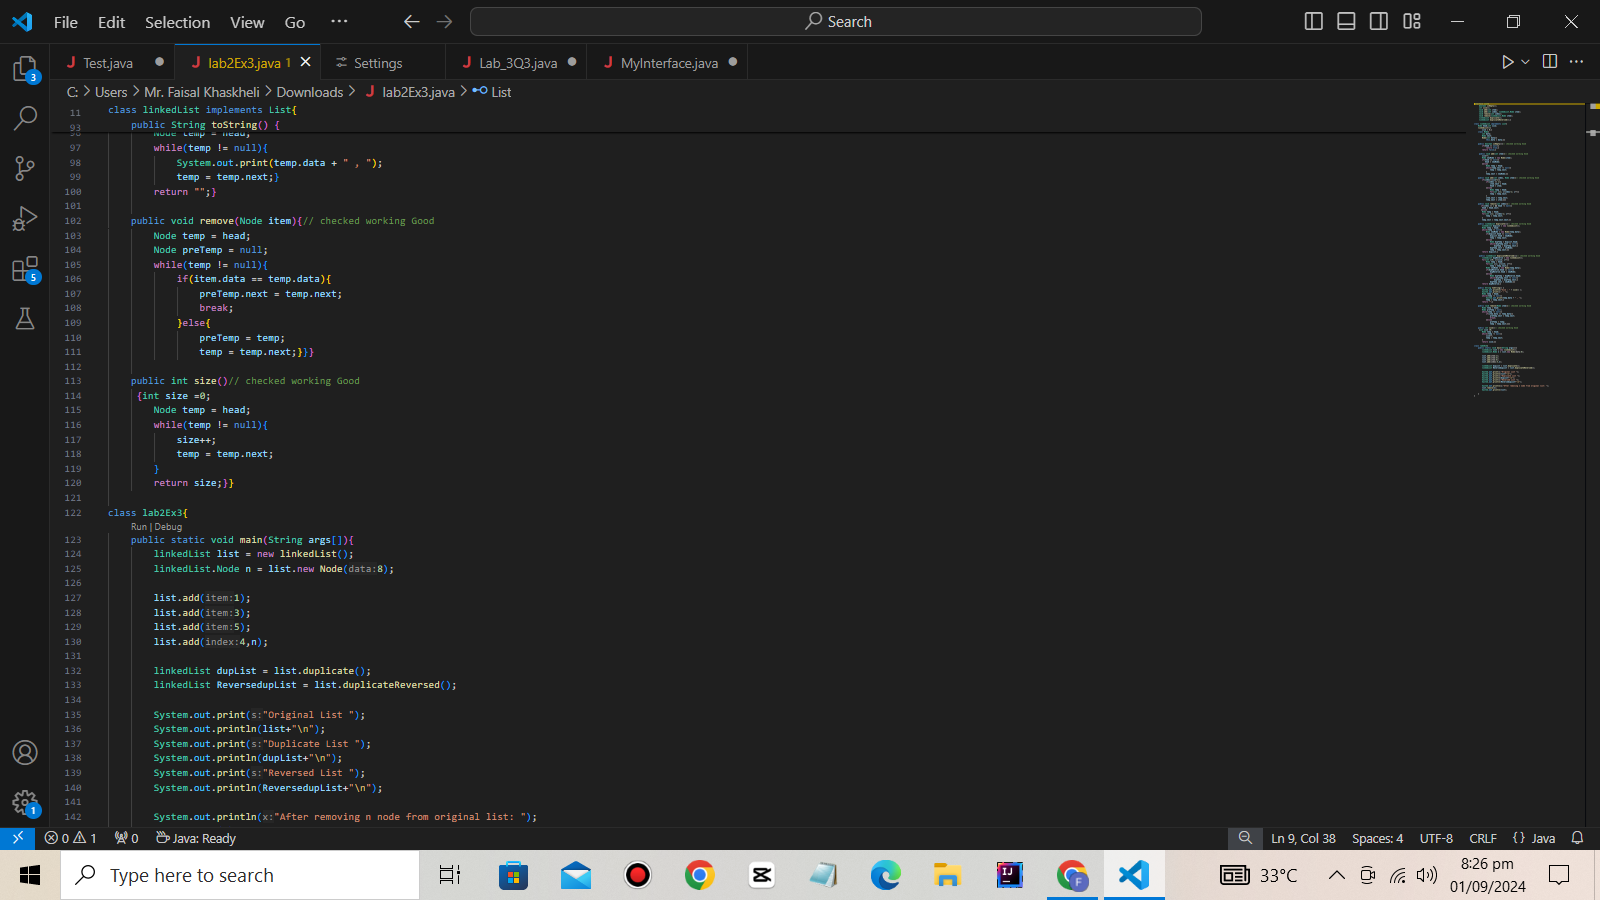 File Edit Selection View Go ··· Search
Test.java lab2Ex3.java 1 Settings Lab_3Q3.java MyInterface.java
C: > Users > Mr. Faisal Khaskheli > Downloads > lab2Ex3.java > List
11 class linkedList implements List{
93 public String toString() {
Node temp = head;
97 while(temp != null){
98 System.out.print(temp.data + " , ");
99 temp = temp.next;}
100 return "";}
101
102 public void remove(Node item){// checked working Good
103 Node temp = head;
104 Node preTemp = null;
105 while(temp != null){
106 if(item.data == temp.data){
107 preTemp.next = temp.next;
108 break;
109 }else{
110 preTemp = temp;
111 temp = temp.next;}}}
112
113 public int size()// checked working Good
114 {int size =0;
115 Node temp = head;
116 while(temp != null){
117 size++;
118 temp = temp.next;
119 }
120 return size;}}
121
122 class lab2Ex3{
Run | Debug
123 public static void main(String args[]){
124 linkedList list = new linkedList();
125 linkedList.Node n = list.new Node(data:8);
126
127 list.add(item:1);
128 list.add(item:3);
129 list.add(item:5);
130 list.add(index:4,n);
131
132 linkedList dupList = list.duplicate();
133 linkedList ReversedupList = list.duplicateReversed();
134
135 System.out.print(s:"Original List ");
136 System.out.println(list+"\n");
137 System.out.print(s:"Duplicate List ");
138 System.out.println(dupList+"\n");
139 System.out.print(s:"Reversed List ");
140 System.out.println(ReversedupList+"\n");
141
142 System.out.println(x:"After removing n node from original list: ");
3
5
1
0 1 0 Java: Ready Ln 9, Col 38 Spaces: 4 UTF-8 CRLF {} Java
Type here to search 33°C 8:26 pm
01/09/2024